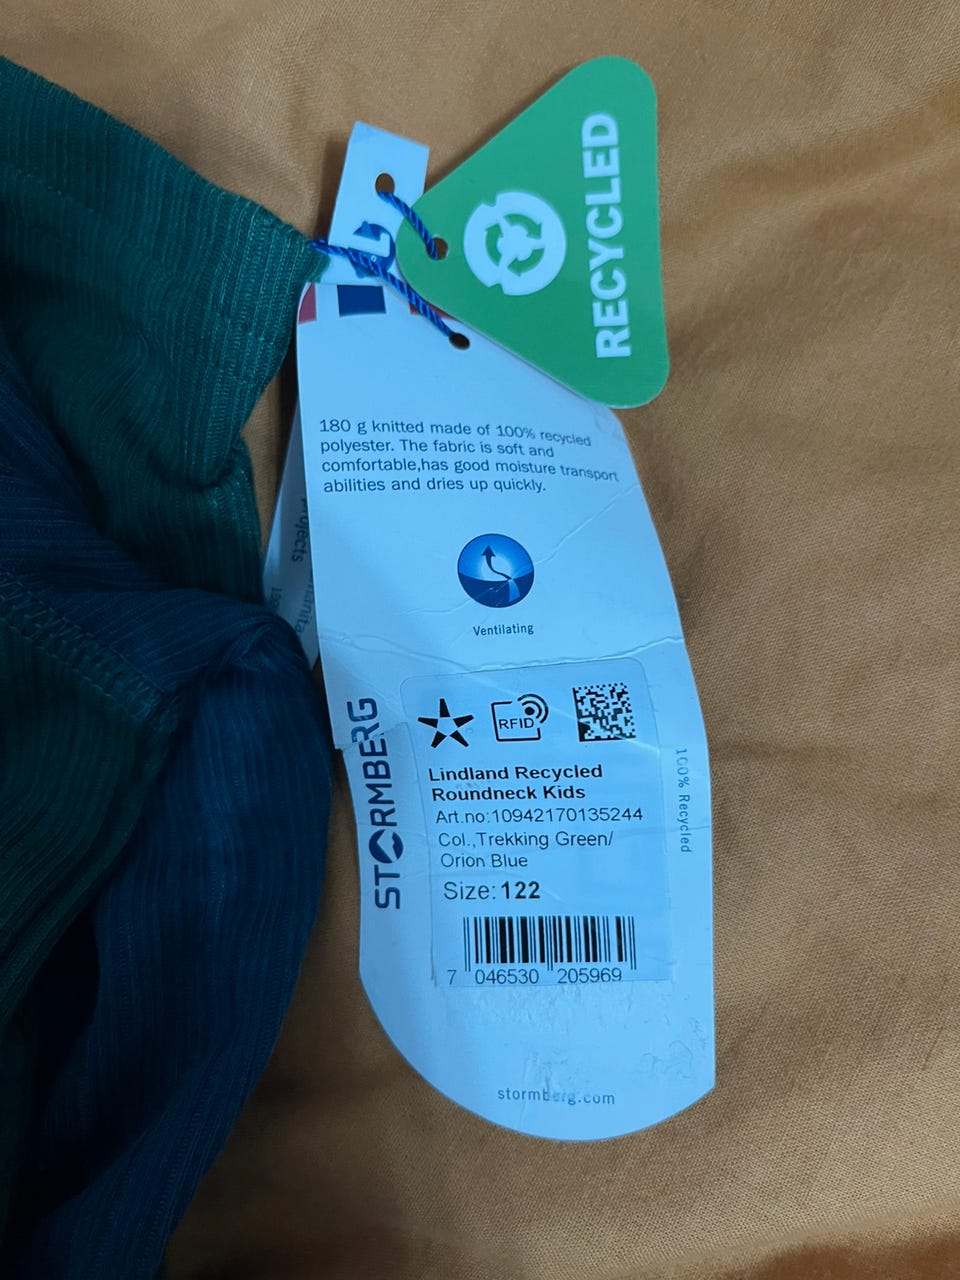 RECYCLED
180 g knitted made of 100% recycled
polyester. The fabric is soft and
comfortable,has good moisture transport
abilities and dries up quickly.
Ventilating
STORMBERG
RFID
Lindland Recycled
Roundneck Kids
Art.no:10942170135244
Col.,Trekking Green/
Orion Blue
Size: 122
7 046530 205969
100% Recycled
stormberg.com
rojects